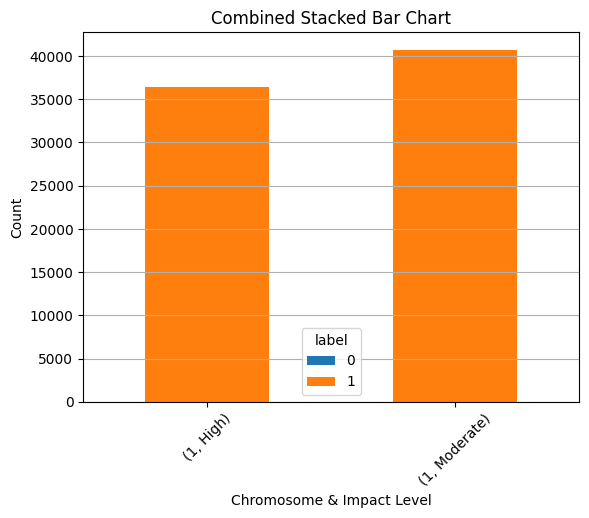 Combined Stacked Bar Chart
Count
40000
35000
30000
25000
20000
15000
10000
5000
0
label
0
1
(1, High)
(1, Moderate)
Chromosome & Impact Level